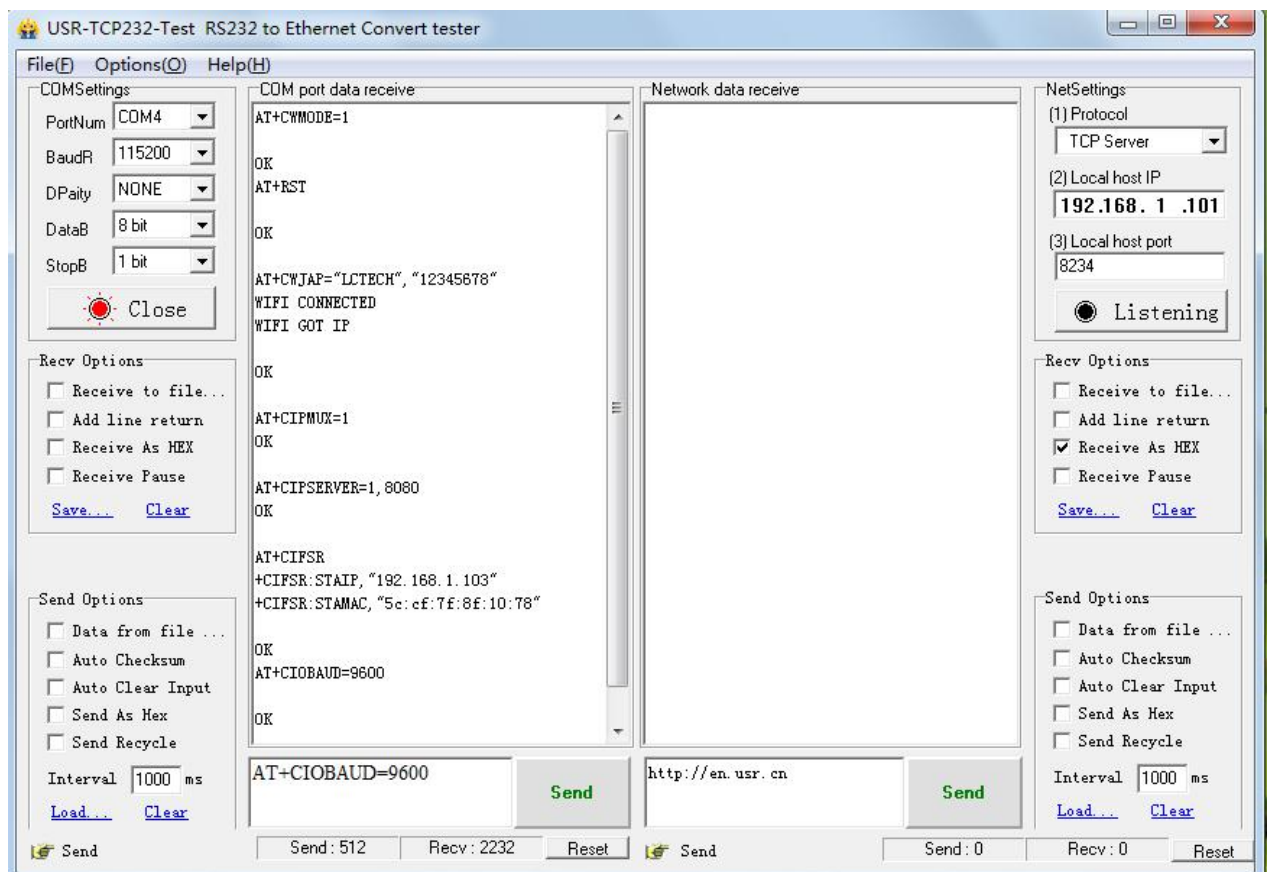 USR-TCP232-Test RS232 to Ethernet Convert tester
File(F) Options(O) Help(H)
COMSettings
PortNum COM4
BaudR 115200
DPaity NONE
DataB 8 bit
StopB 1 bit
Close
Recv Options
Receive to file...
Add line return
Receive As HEX
Receive Pause
Save... Clear
Send Options
Data from file ...
Auto Checksum
Auto Clear Input
Send As Hex
Send Recycle
Interval 1000 ms
Load... Clear
COM port data receive
AT+CWMODE=1
OK
AT+RST
OK
AT+CWJAP="LCTECH", "12345678"
WIFI CONNECTED
WIFI GOT IP
OK
AT+CIPMUX=1
OK
AT+CIPSERVER=1,8080
OK
AT+CIFSR
+CIFSR:STAIP, "192.168.1.103"
+CIFSR:STAMAC, "5c:cf:7f:8f:10:78"
OK
AT+CIOBAUD=9600
OK
AT+CIOBAUD=9600
Send
Network data receive
http://en.usr.cn
Send
NetSettings
(1) Protocol
TCP Server
(2) Local host IP
192.168. 1 .101
(3) Local host port
8234
Listening
Recv Options
Receive to file...
Add line return
Receive As HEX
Receive Pause
Save... Clear
Send Options
Data from file ...
Auto Checksum
Auto Clear Input
Send As Hex
Send Recycle
Interval 1000 ms
Load... Clear
Send Send : 512 Recv : 2232 Reset Send Send : 0 Recv : 0 Reset